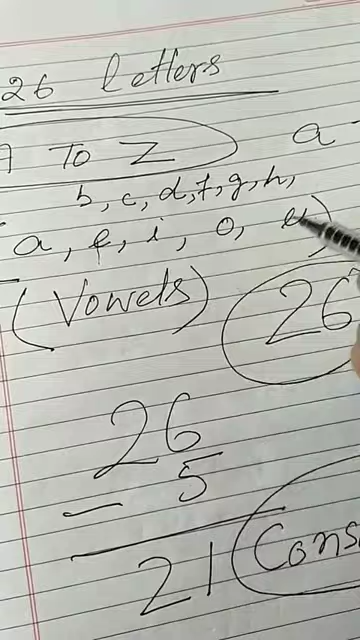 26 letters
A To Z
a -
b, c, d, f, g, h,
a, e, i, o, u)
(Vowels)
26
26
- 5
21
(Cons